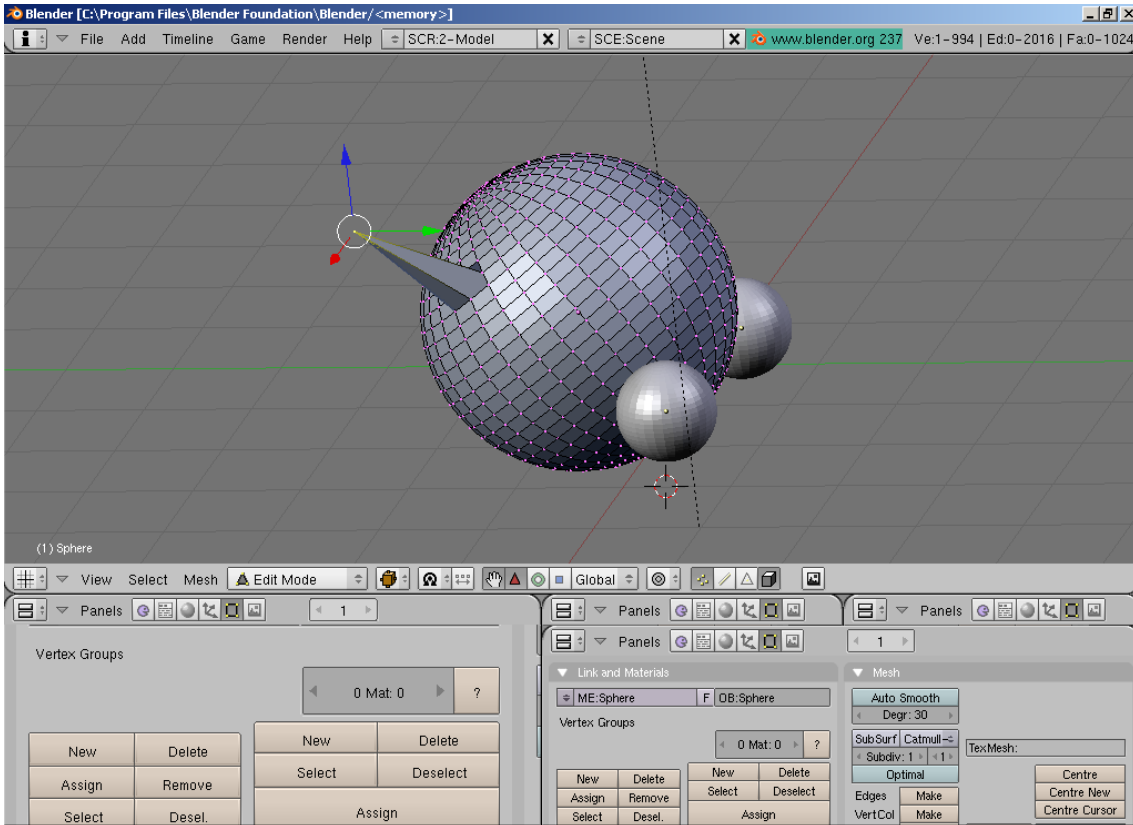 Blender [C:\Program Files\Blender Foundation\Blender/<memory>]
File Add Timeline Game Render Help SCR:2-Model X SCE:Scene X www.blender.org 237 Ve:1-994 | Ed:0-2016 | Fa:0-1024
(1) Sphere
View Select Mesh Edit Mode Global
Panels 1
Vertex Groups
0 Mat: 0 ?
New Delete New Delete
Assign Remove Select Deselect
Select Desel. Assign
Panels
Panels 1
Link and Materials
ME:Sphere F OB:Sphere
Vertex Groups
0 Mat: 0 ?
New Delete New Delete
Assign Remove Select Deselect
Select Desel. Assign
Panels
Mesh
Auto Smooth
Degr: 30
SubSurf Catmull-
Subdiv: 1 1
Optimal
Edges Make
VertCol Make
TexMesh:
Centre
Centre New
Centre Cursor